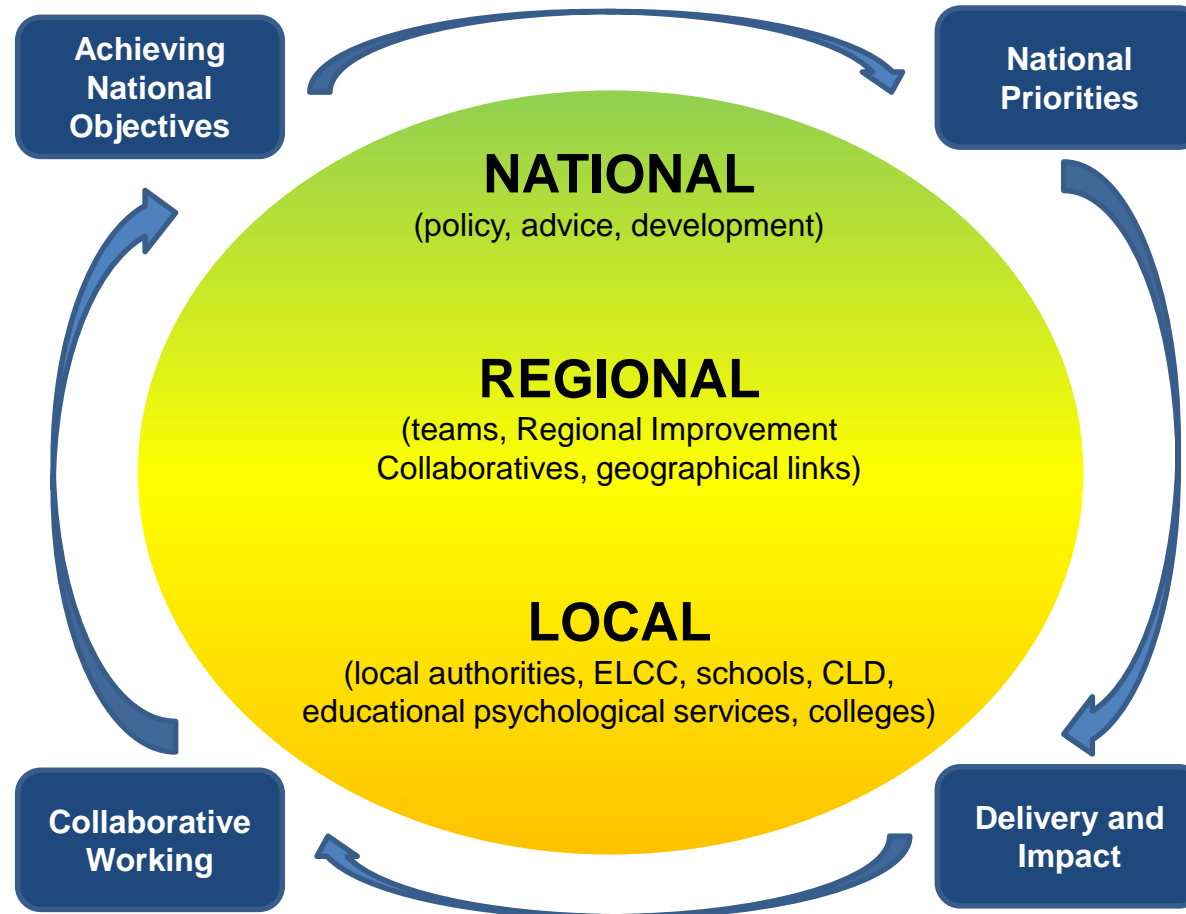 Achieving
National
Objectives
National
Priorities
NATIONAL
(policy, advice, development)
REGIONAL
(teams, Regional Improvement
Collaboratives, geographical links)
LOCAL
(local authorities, ELCC, schools, CLD,
educational psychological services, colleges)
Collaborative
Working
Delivery and
Impact